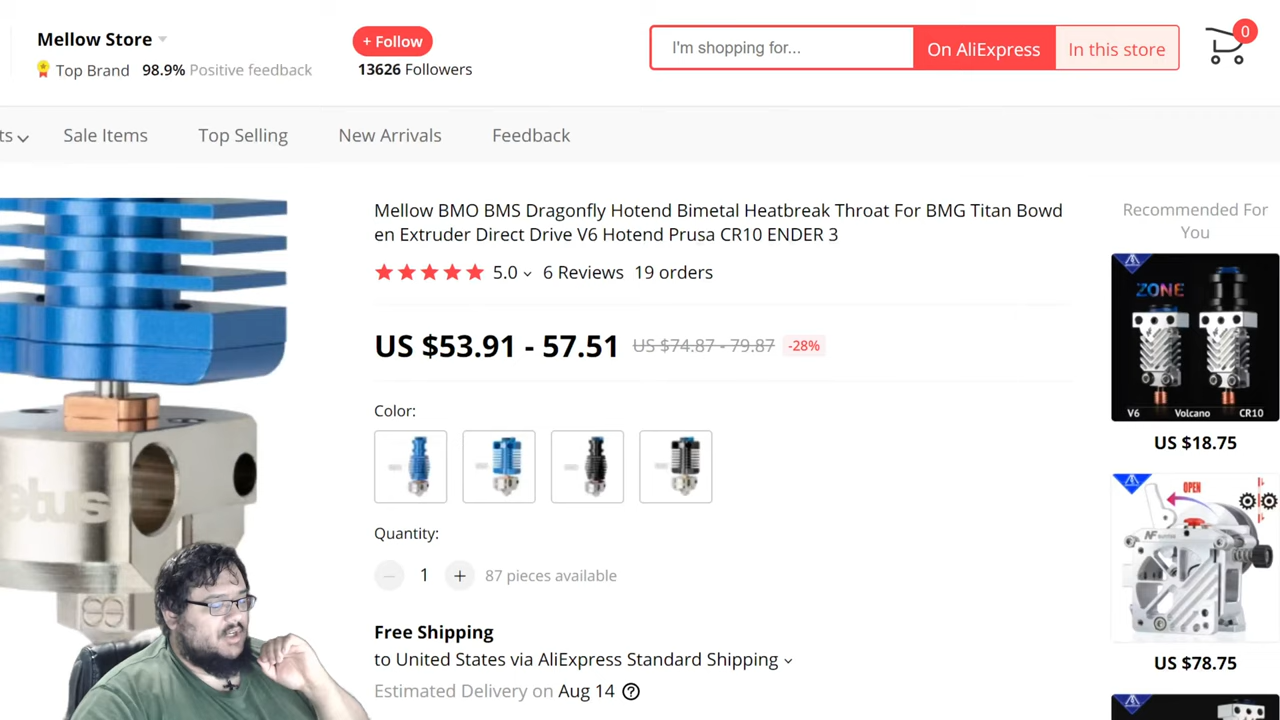 Mellow Store
+ Follow
I'm shopping for...
On AliExpress
In this store
0
Top Brand 98.9% Positive feedback
13626 Followers
ts
Sale Items
Top Selling
New Arrivals
Feedback
Mellow BMO BMS Dragonfly Hotend Bimetal Heatbreak Throat For BMG Titan Bowd
en Extruder Direct Drive V6 Hotend Prusa CR10 ENDER 3
5.0
6 Reviews
19 orders
US $53.91 - 57.51
US $74.87 - 79.87
-28%
Color:
Quantity:
1
87 pieces available
Free Shipping
to United States via AliExpress Standard Shipping
Estimated Delivery on Aug 14
?
etus
Recommended For
You
ZONE
V6 Volcano CR10
US $18.75
OPEN
NF
US $78.75